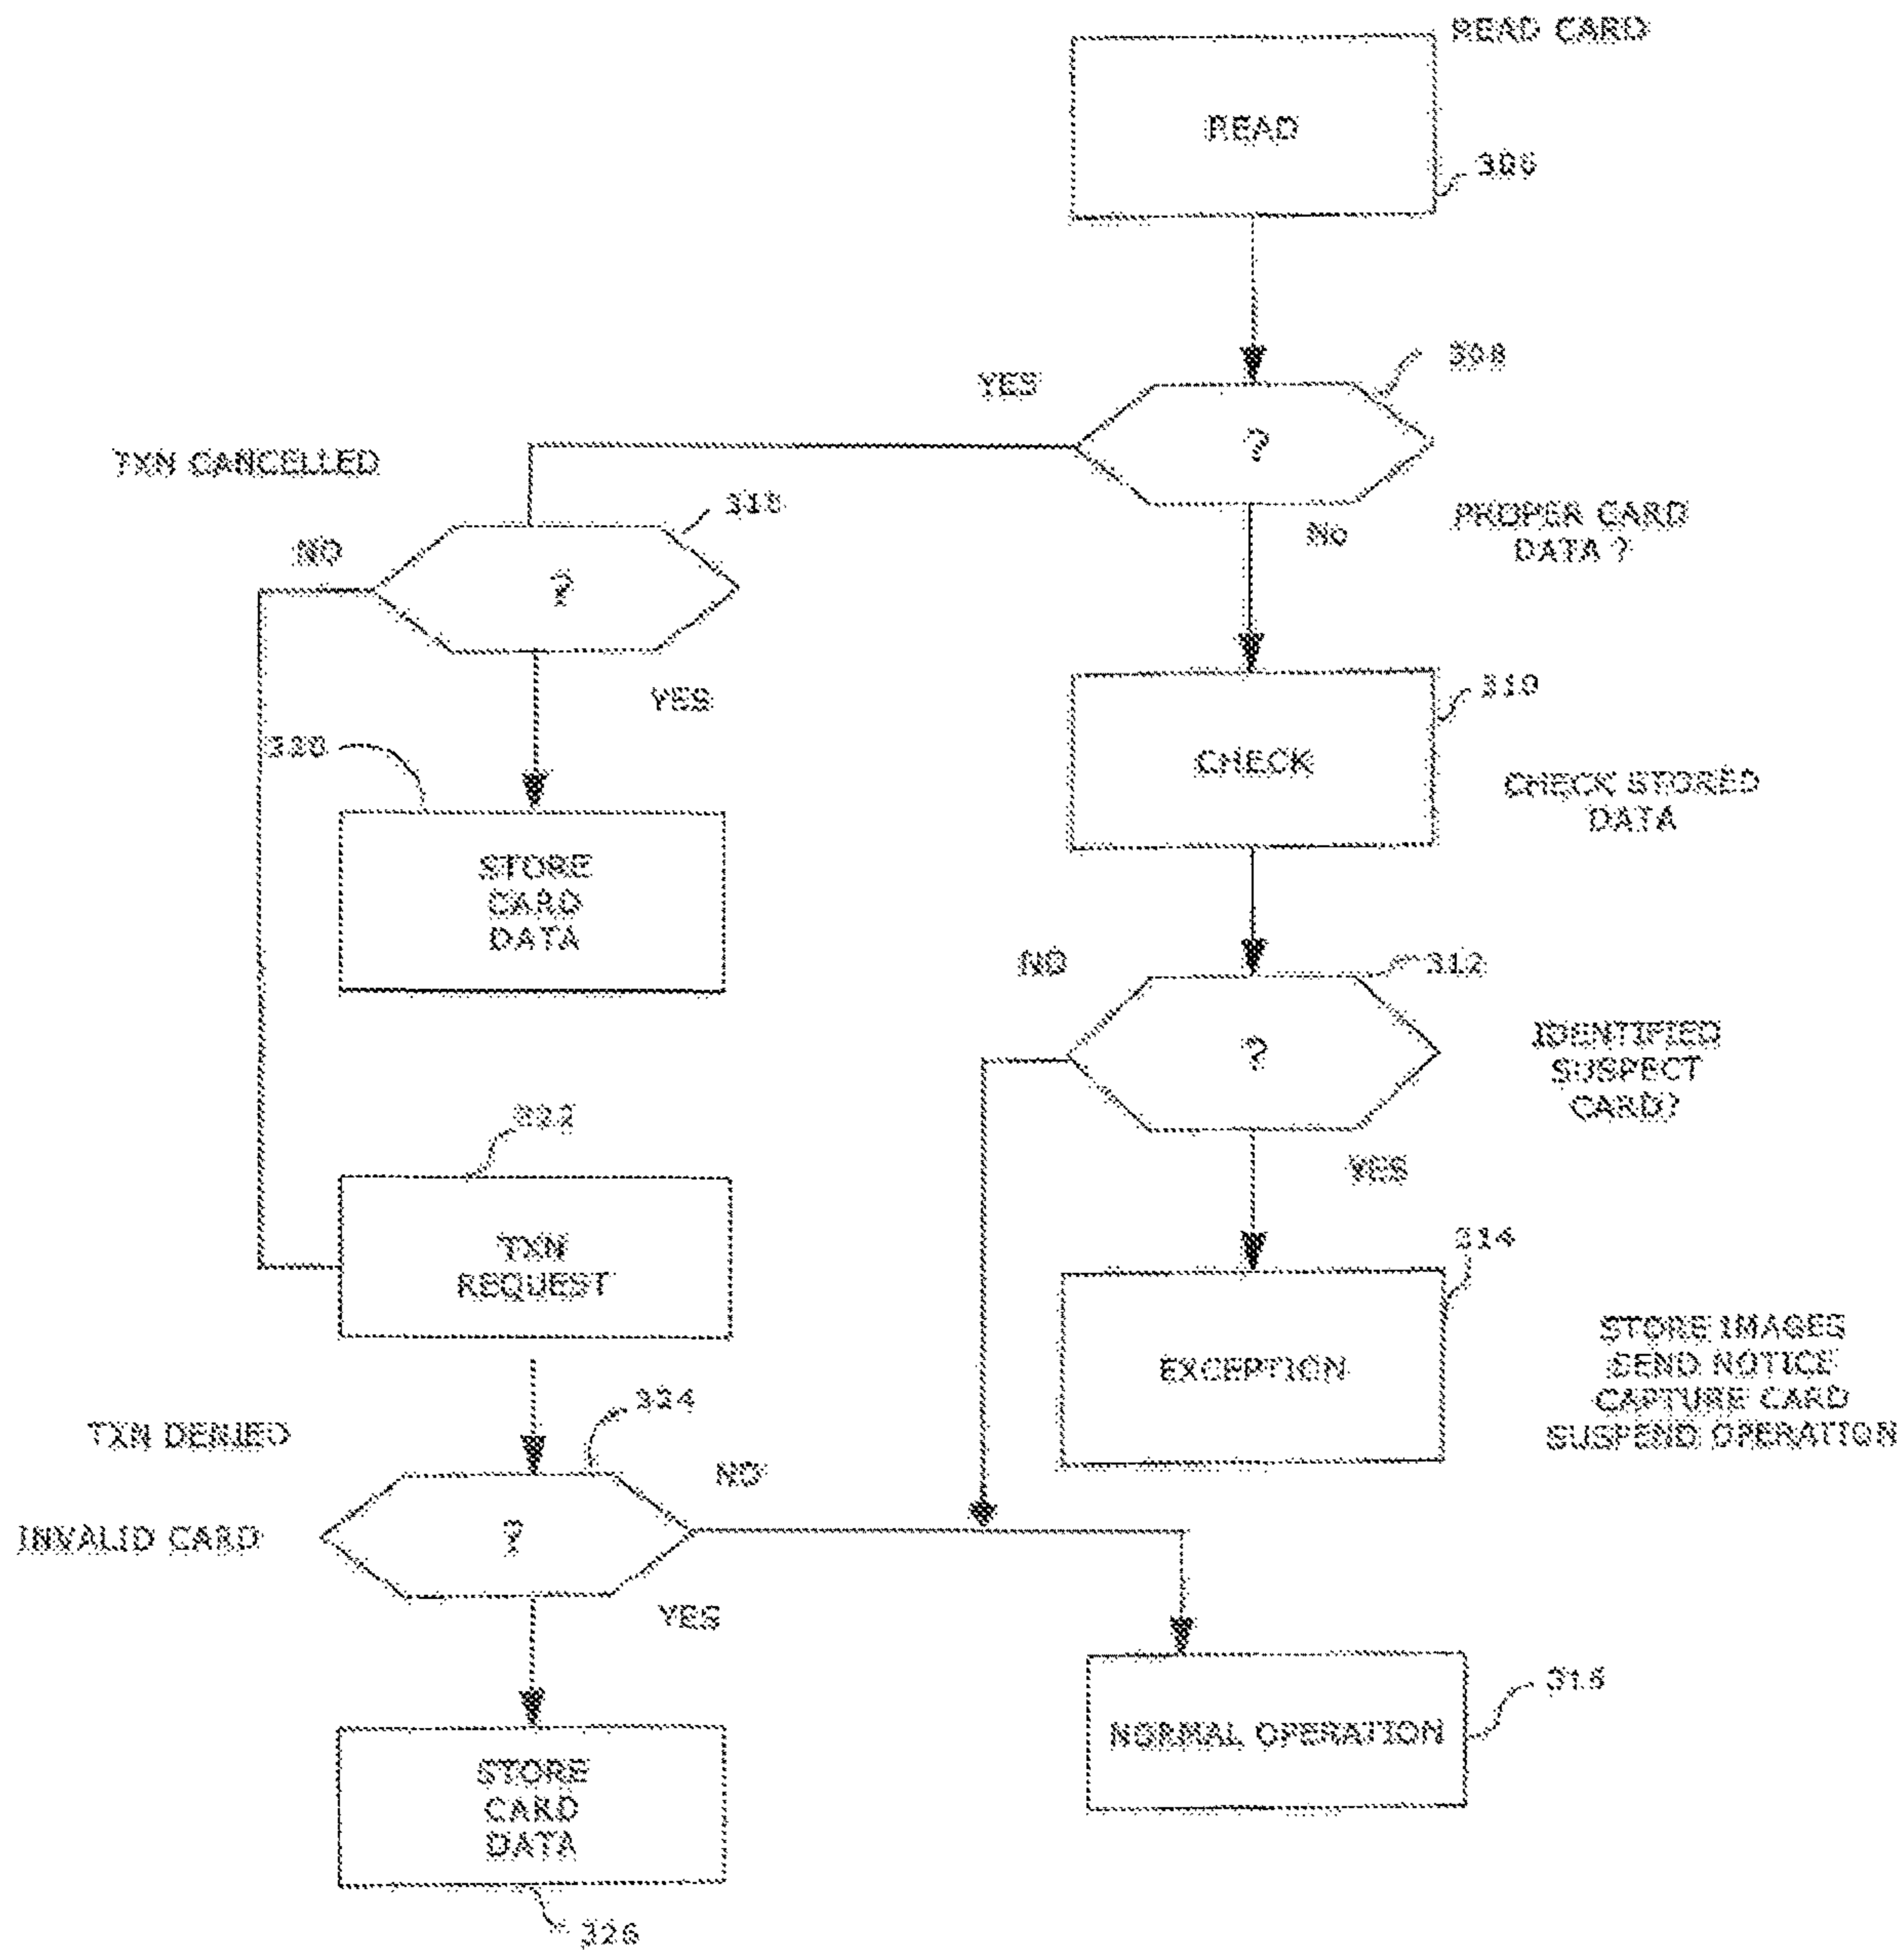 READ CARD
READ
306
308
YES
?
TXN CANCELLED
318
No
PROPER CARD
DATA ?
NO
?
YES
310
320
CHECK
CHECK STORED
DATA
STORE
CARD
DATA
NO
312
?
IDENTIFIED
SUSPECT
CARD?
322
YES
TXN
REQUEST
314
EXCEPTION
STORE IMAGES
SEND NOTICE
CAPTURE CARD
SUSPEND OPERATION
TXN DENIED
324
NO
INVALID CARD
?
YES
316
NORMAL OPERATION
STORE
CARD
DATA
326